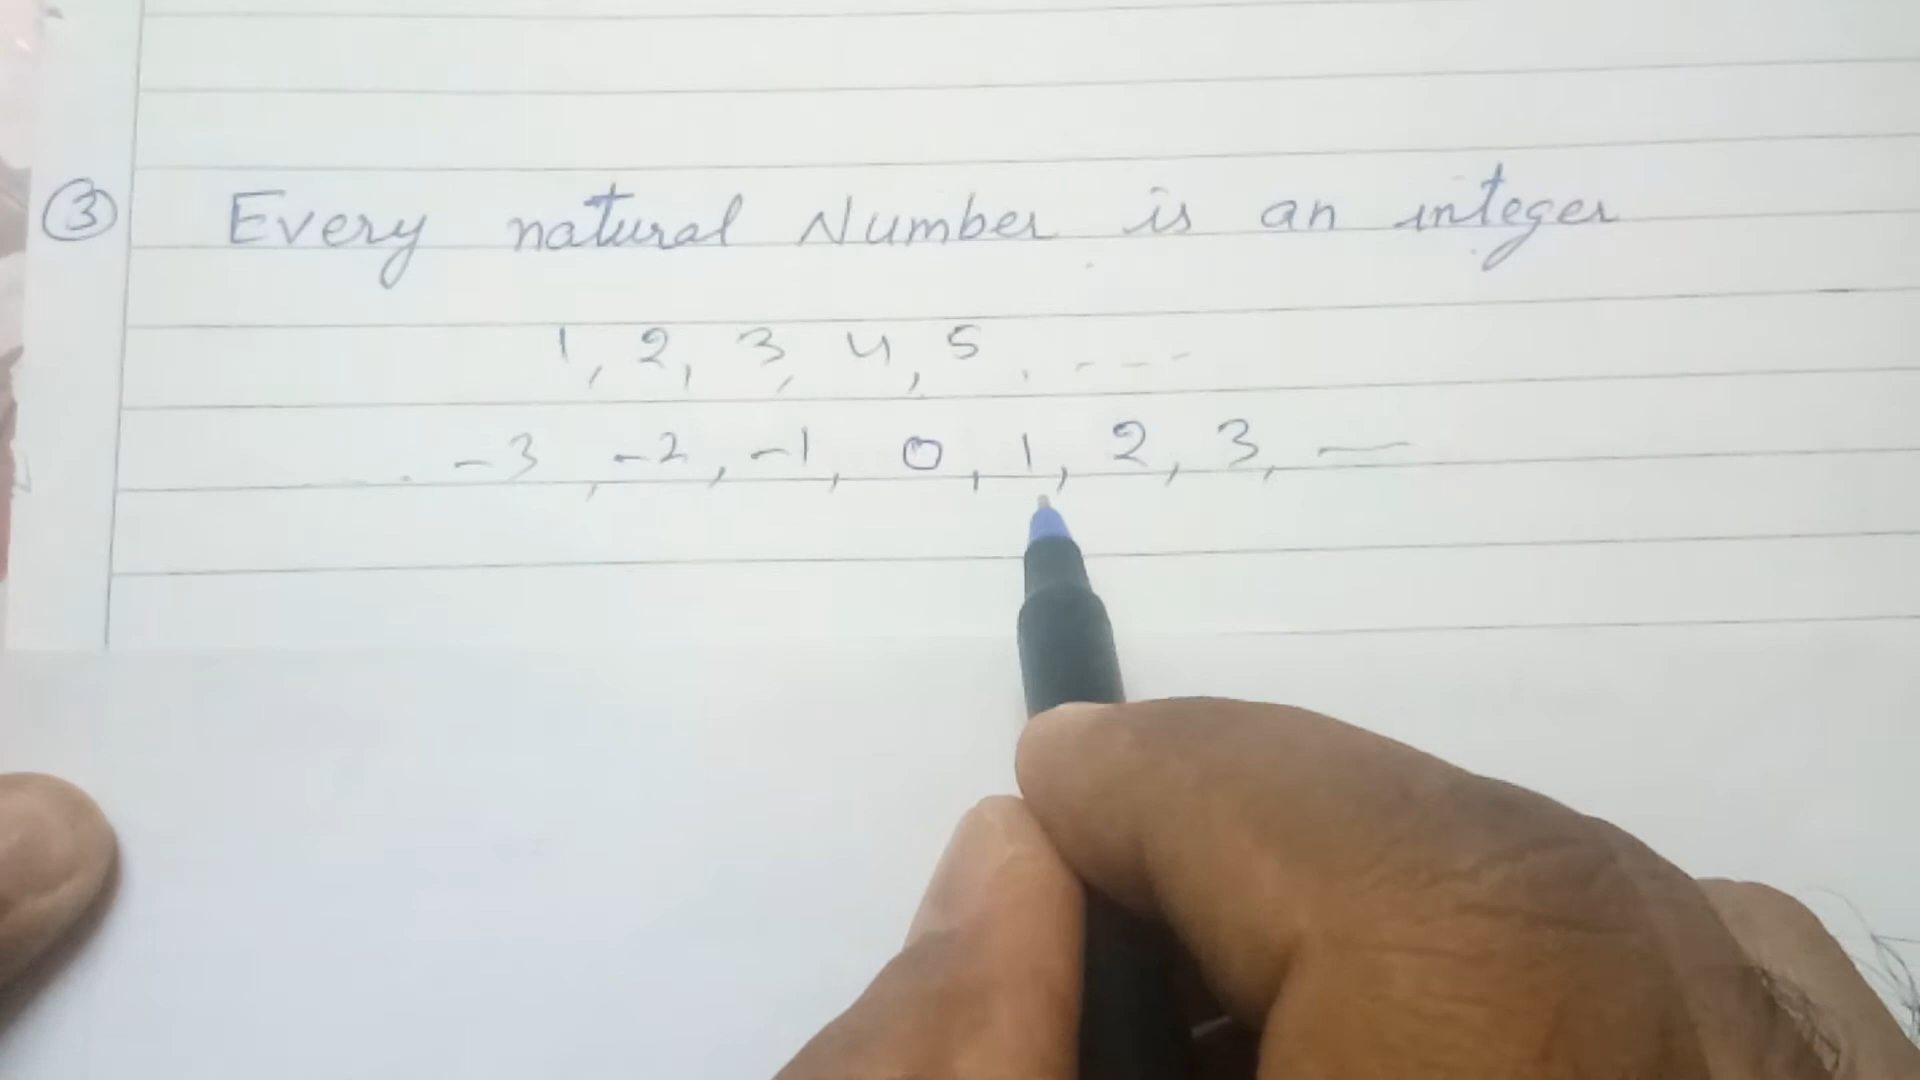 ③ Every natural Number is an integer
1, 2, 3, 4, 5, - - -
. -3, -2, -1, 0, 1, 2, 3, —